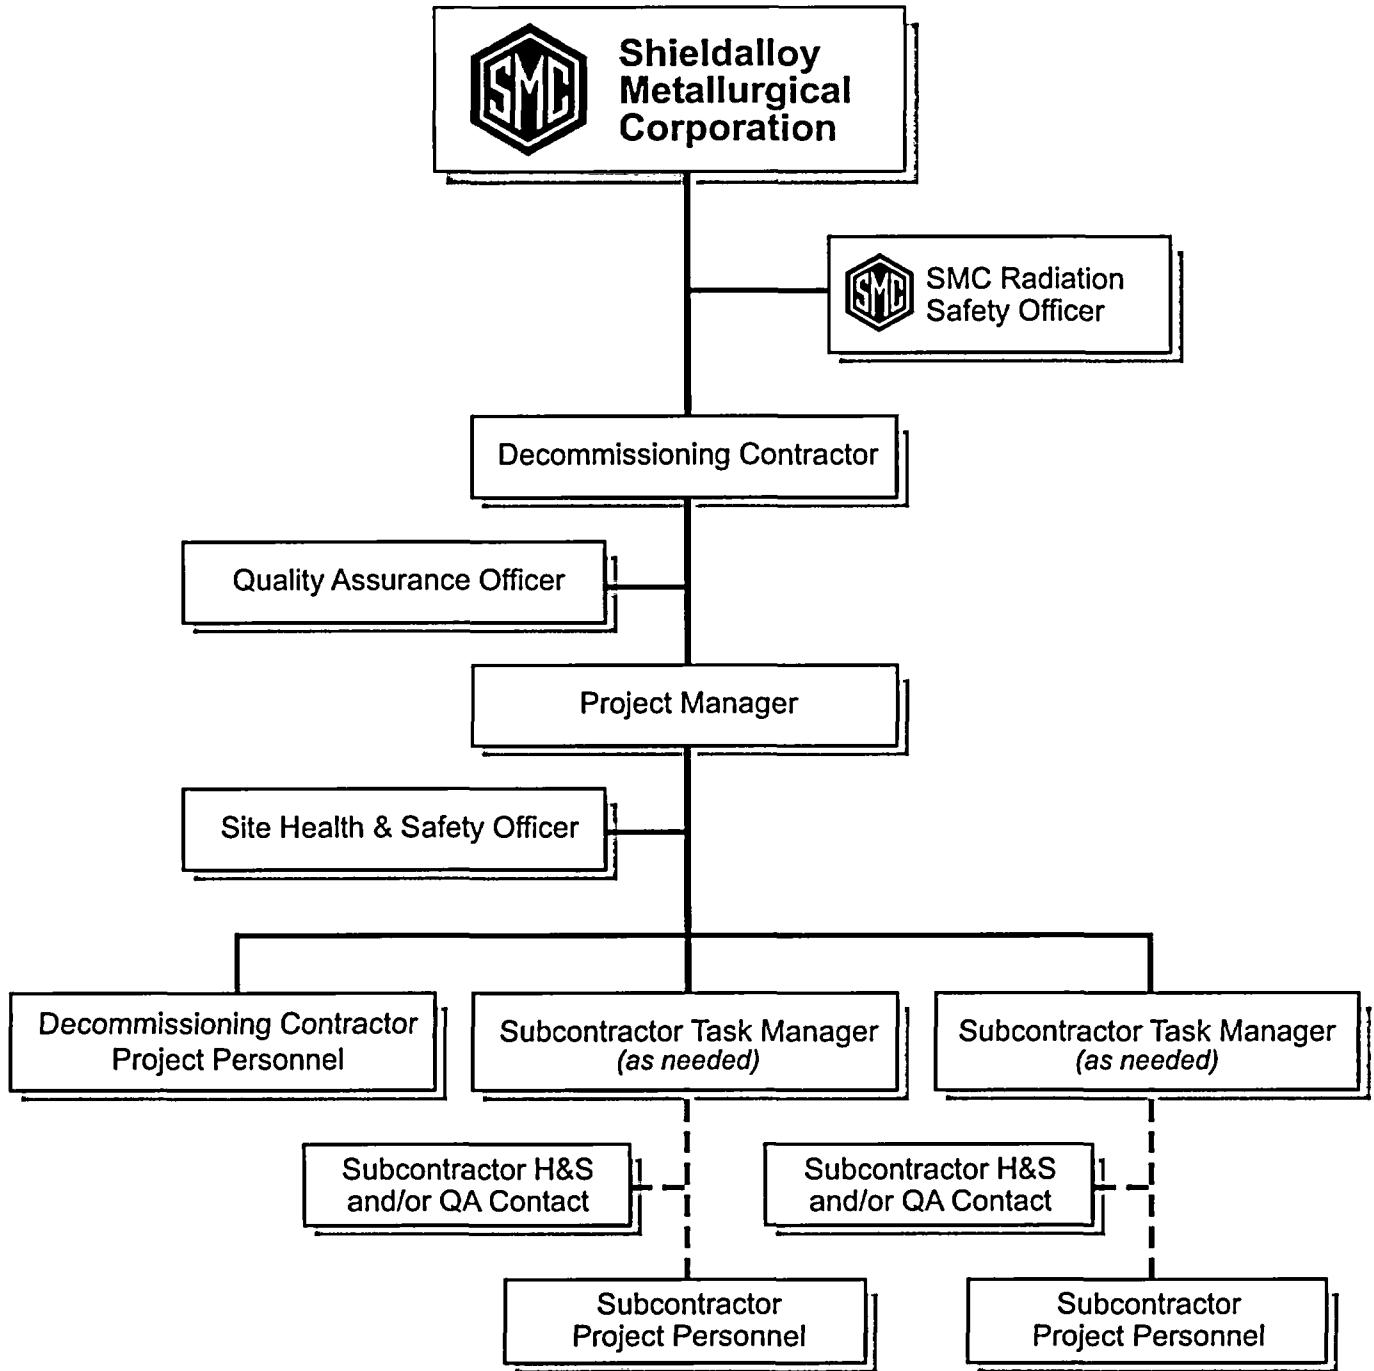 SMC
Shieldalloy
Metallurgical
Corporation
SMC
SMC Radiation
Safety Officer
Decommissioning Contractor
Quality Assurance Officer
Project Manager
Site Health & Safety Officer
Decommissioning Contractor
Project Personnel
Subcontractor Task Manager
(as needed)
Subcontractor Task Manager
(as needed)
Subcontractor H&S
and/or QA Contact
Subcontractor H&S
and/or QA Contact
Subcontractor
Project Personnel
Subcontractor
Project Personnel